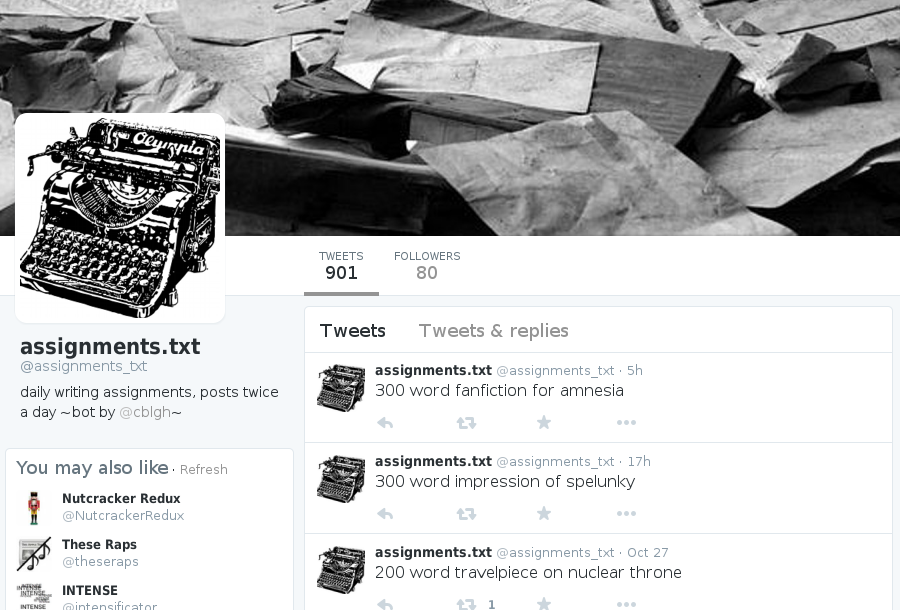 Olympia
TWEETS
901
FOLLOWERS
80
assignments.txt
@assignments_txt
daily writing assignments, posts twice
a day ~bot by @cblgh~
You may also like · Refresh
Nutcracker Redux
@NutcrackerRedux
These Raps
@theseraps
INTENSE
@intensificator
Tweets Tweets & replies
assignments.txt @assignments_txt · 5h
300 word fanfiction for amnesia
assignments.txt @assignments_txt · 17h
300 word impression of spelunky
assignments.txt @assignments_txt · Oct 27
200 word travelpiece on nuclear throne
1